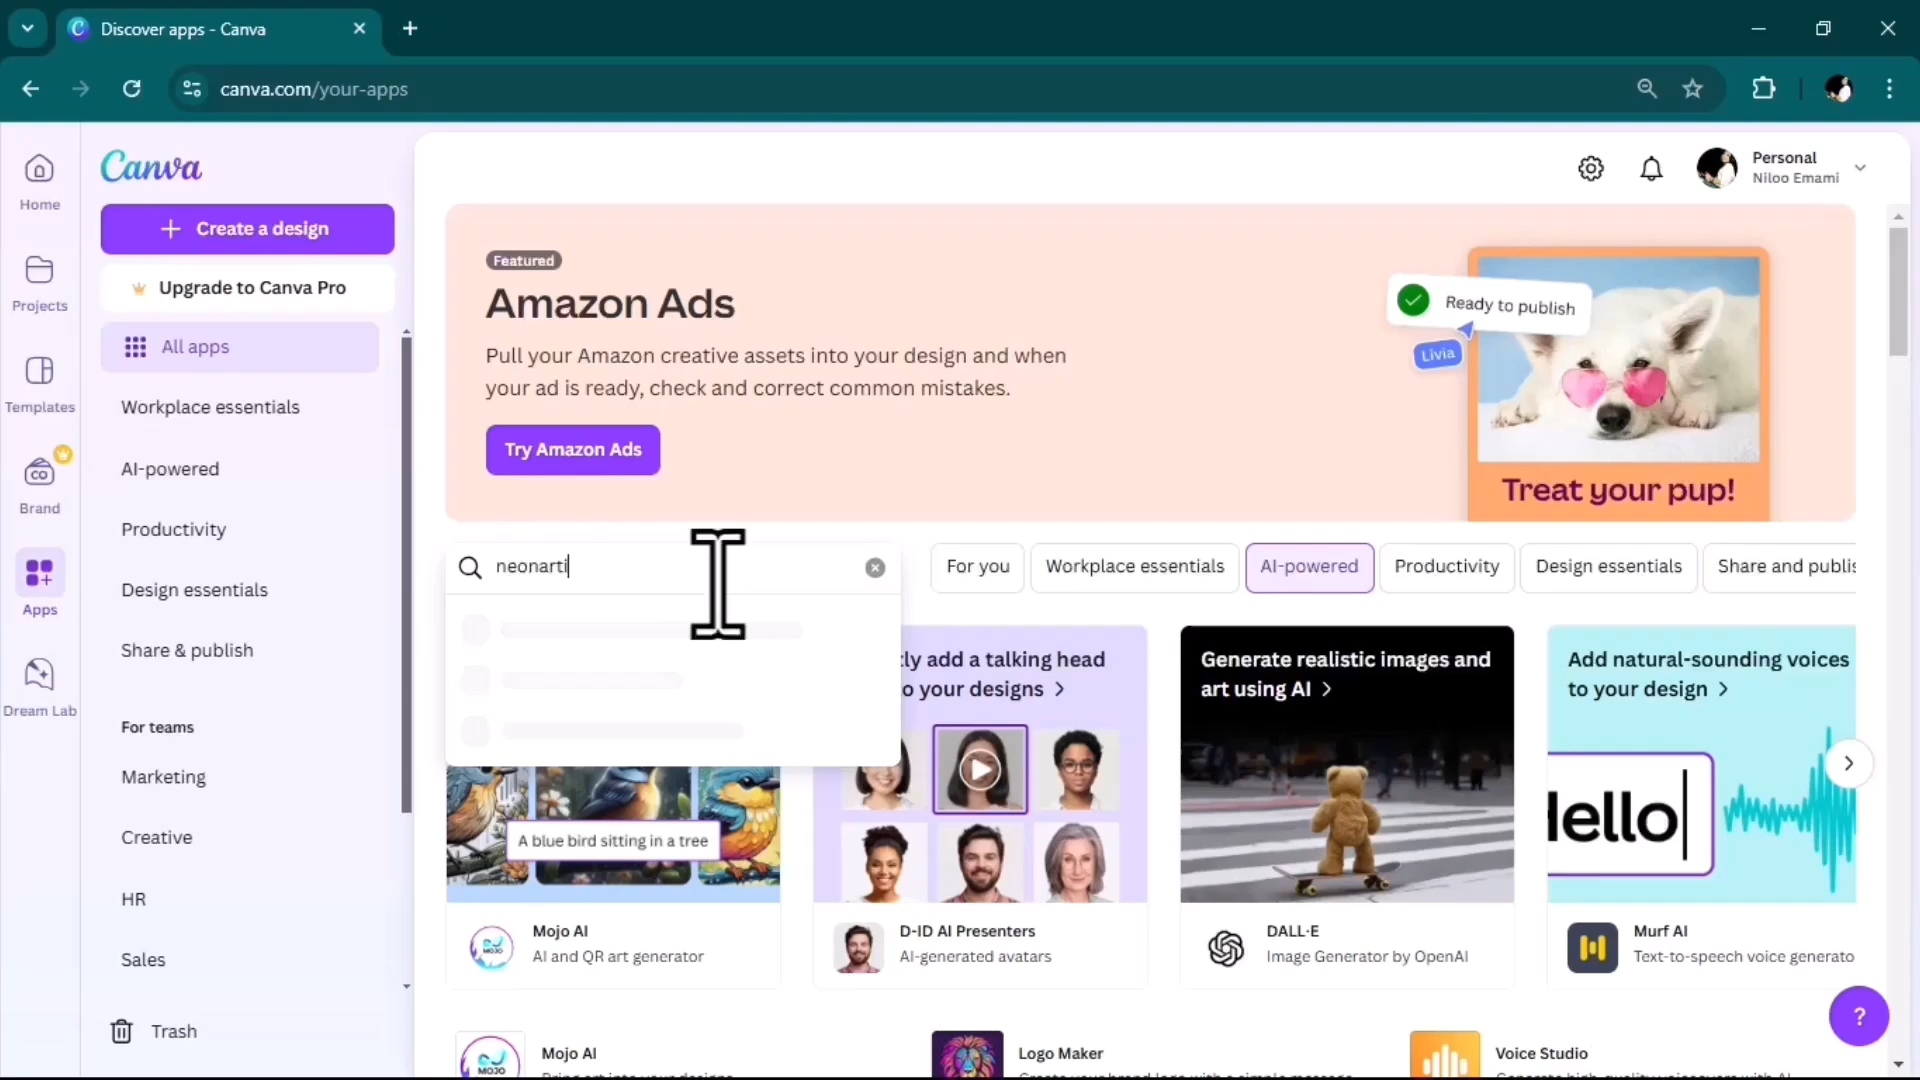 Discover apps - Canva
canva.com/your-apps
Home
Projects
Templates
Brand
Apps
Dream Lab
Canva
Create a design
Upgrade to Canva Pro
All apps
Workplace essentials
AI-powered
Productivity
Design essentials
Share & publish
For teams
Marketing
Creative
HR
Sales
Trash
Personal
Niloo Emami
Featured
Amazon Ads
Pull your Amazon creative assets into your design and when
your ad is ready, check and correct common mistakes.
Try Amazon Ads
Ready to publish
Livia
Treat your pup!
neonarti
For you
Workplace essentials
AI-powered
Productivity
Design essentials
Share and publis
A blue bird sitting in a tree
Mojo AI
AI and QR art generator
tly add a talking head
o your designs
D-ID AI Presenters
AI-generated avatars
Generate realistic images and
art using AI
DALL·E
Image Generator by OpenAI
Add natural-sounding voices
to your design
Hello
Murf AI
Text-to-speech voice generato
?
MOJO
Mojo AI
Logo Maker
Voice Studio